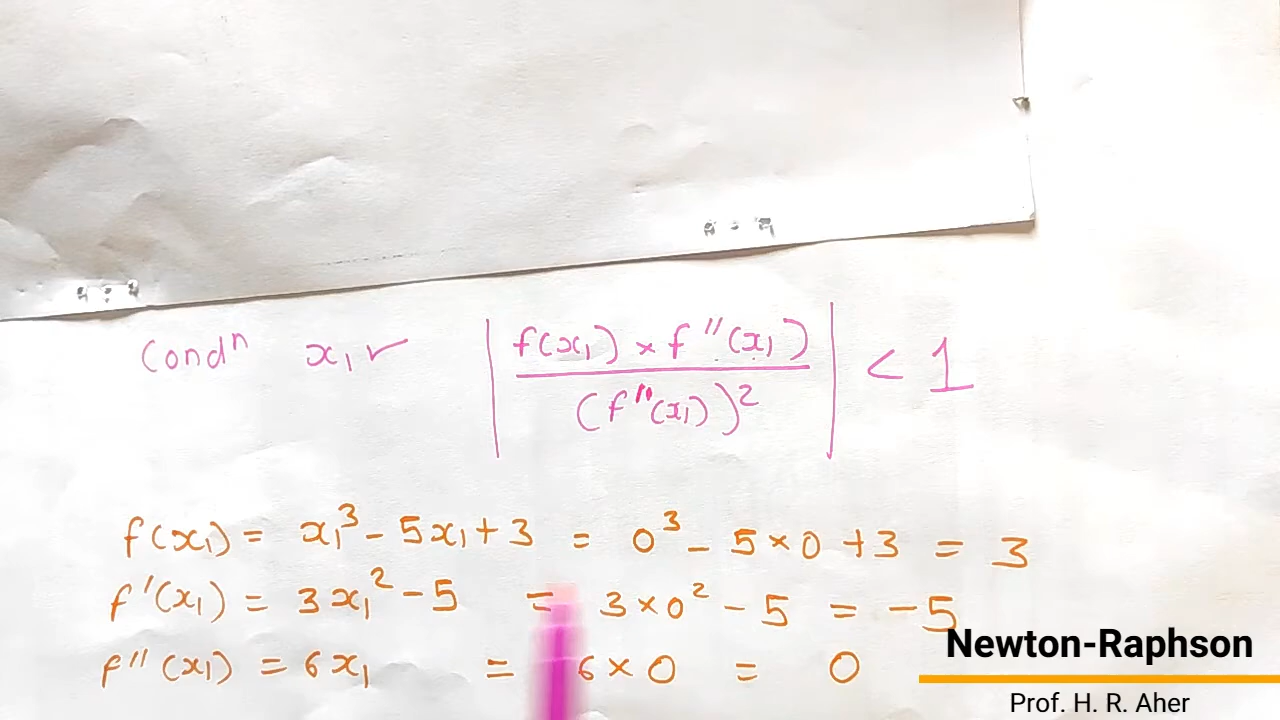 Condⁿ x₁ ✓ | f(x₁) × f″(x₁) / (f″(x₁))² | < 1
f(x₁) = x₁³ - 5x₁ + 3 = 0³ - 5×0 + 3 = 3
f′(x₁) = 3x₁² - 5 = 3×0² - 5 = -5
f″(x₁) = 6x₁ = 6×0 = 0
Newton-Raphson
Prof. H. R. Aher